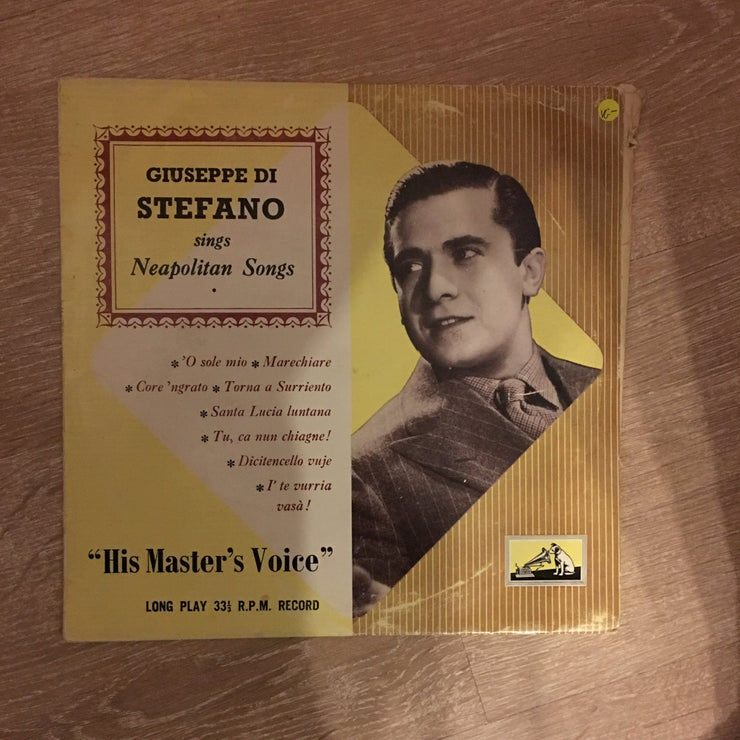 GIUSEPPE DI
STEFANO
sings
Neapolitan Songs
•
* 'O sole mio * Marechiare
* Core 'ngrato * Torna a Surriento
* Santa Lucia luntana
* Tu, ca nun chiagne!
* Dicitencello vuje
* I' te vurria
vasà!
"His Master's Voice"
LONG PLAY 33⅓ R.P.M. RECORD
VG-